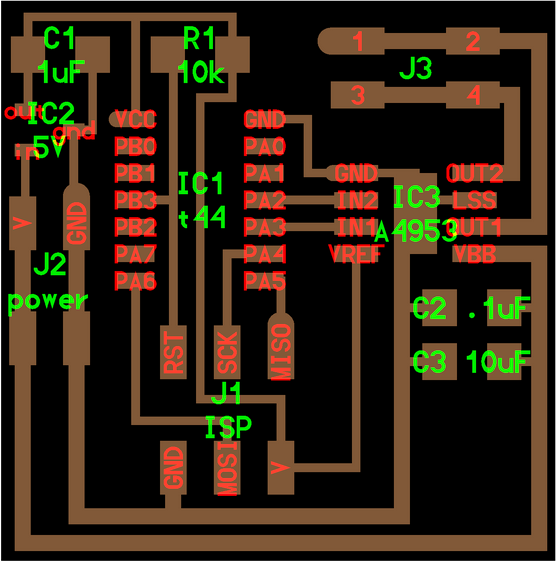 C1
1uF
R1
10k
1 2
J3
3 4
out
IC2
gnd
in
5V
VCC
PB0
PB1
PB3
PB2
PA7
PA6
IC1
t44
GND
PA0
PA1
PA2
PA3
PA4
PA5
GND
IN2
IN1
VREF
IC3
A4953
OUT2
LSS
OUT1
VBB
V
GND
J2
power
C2 .1uF
C3 10uF
RST
SCK
MISO
J1
ISP
GND
MOSI
V